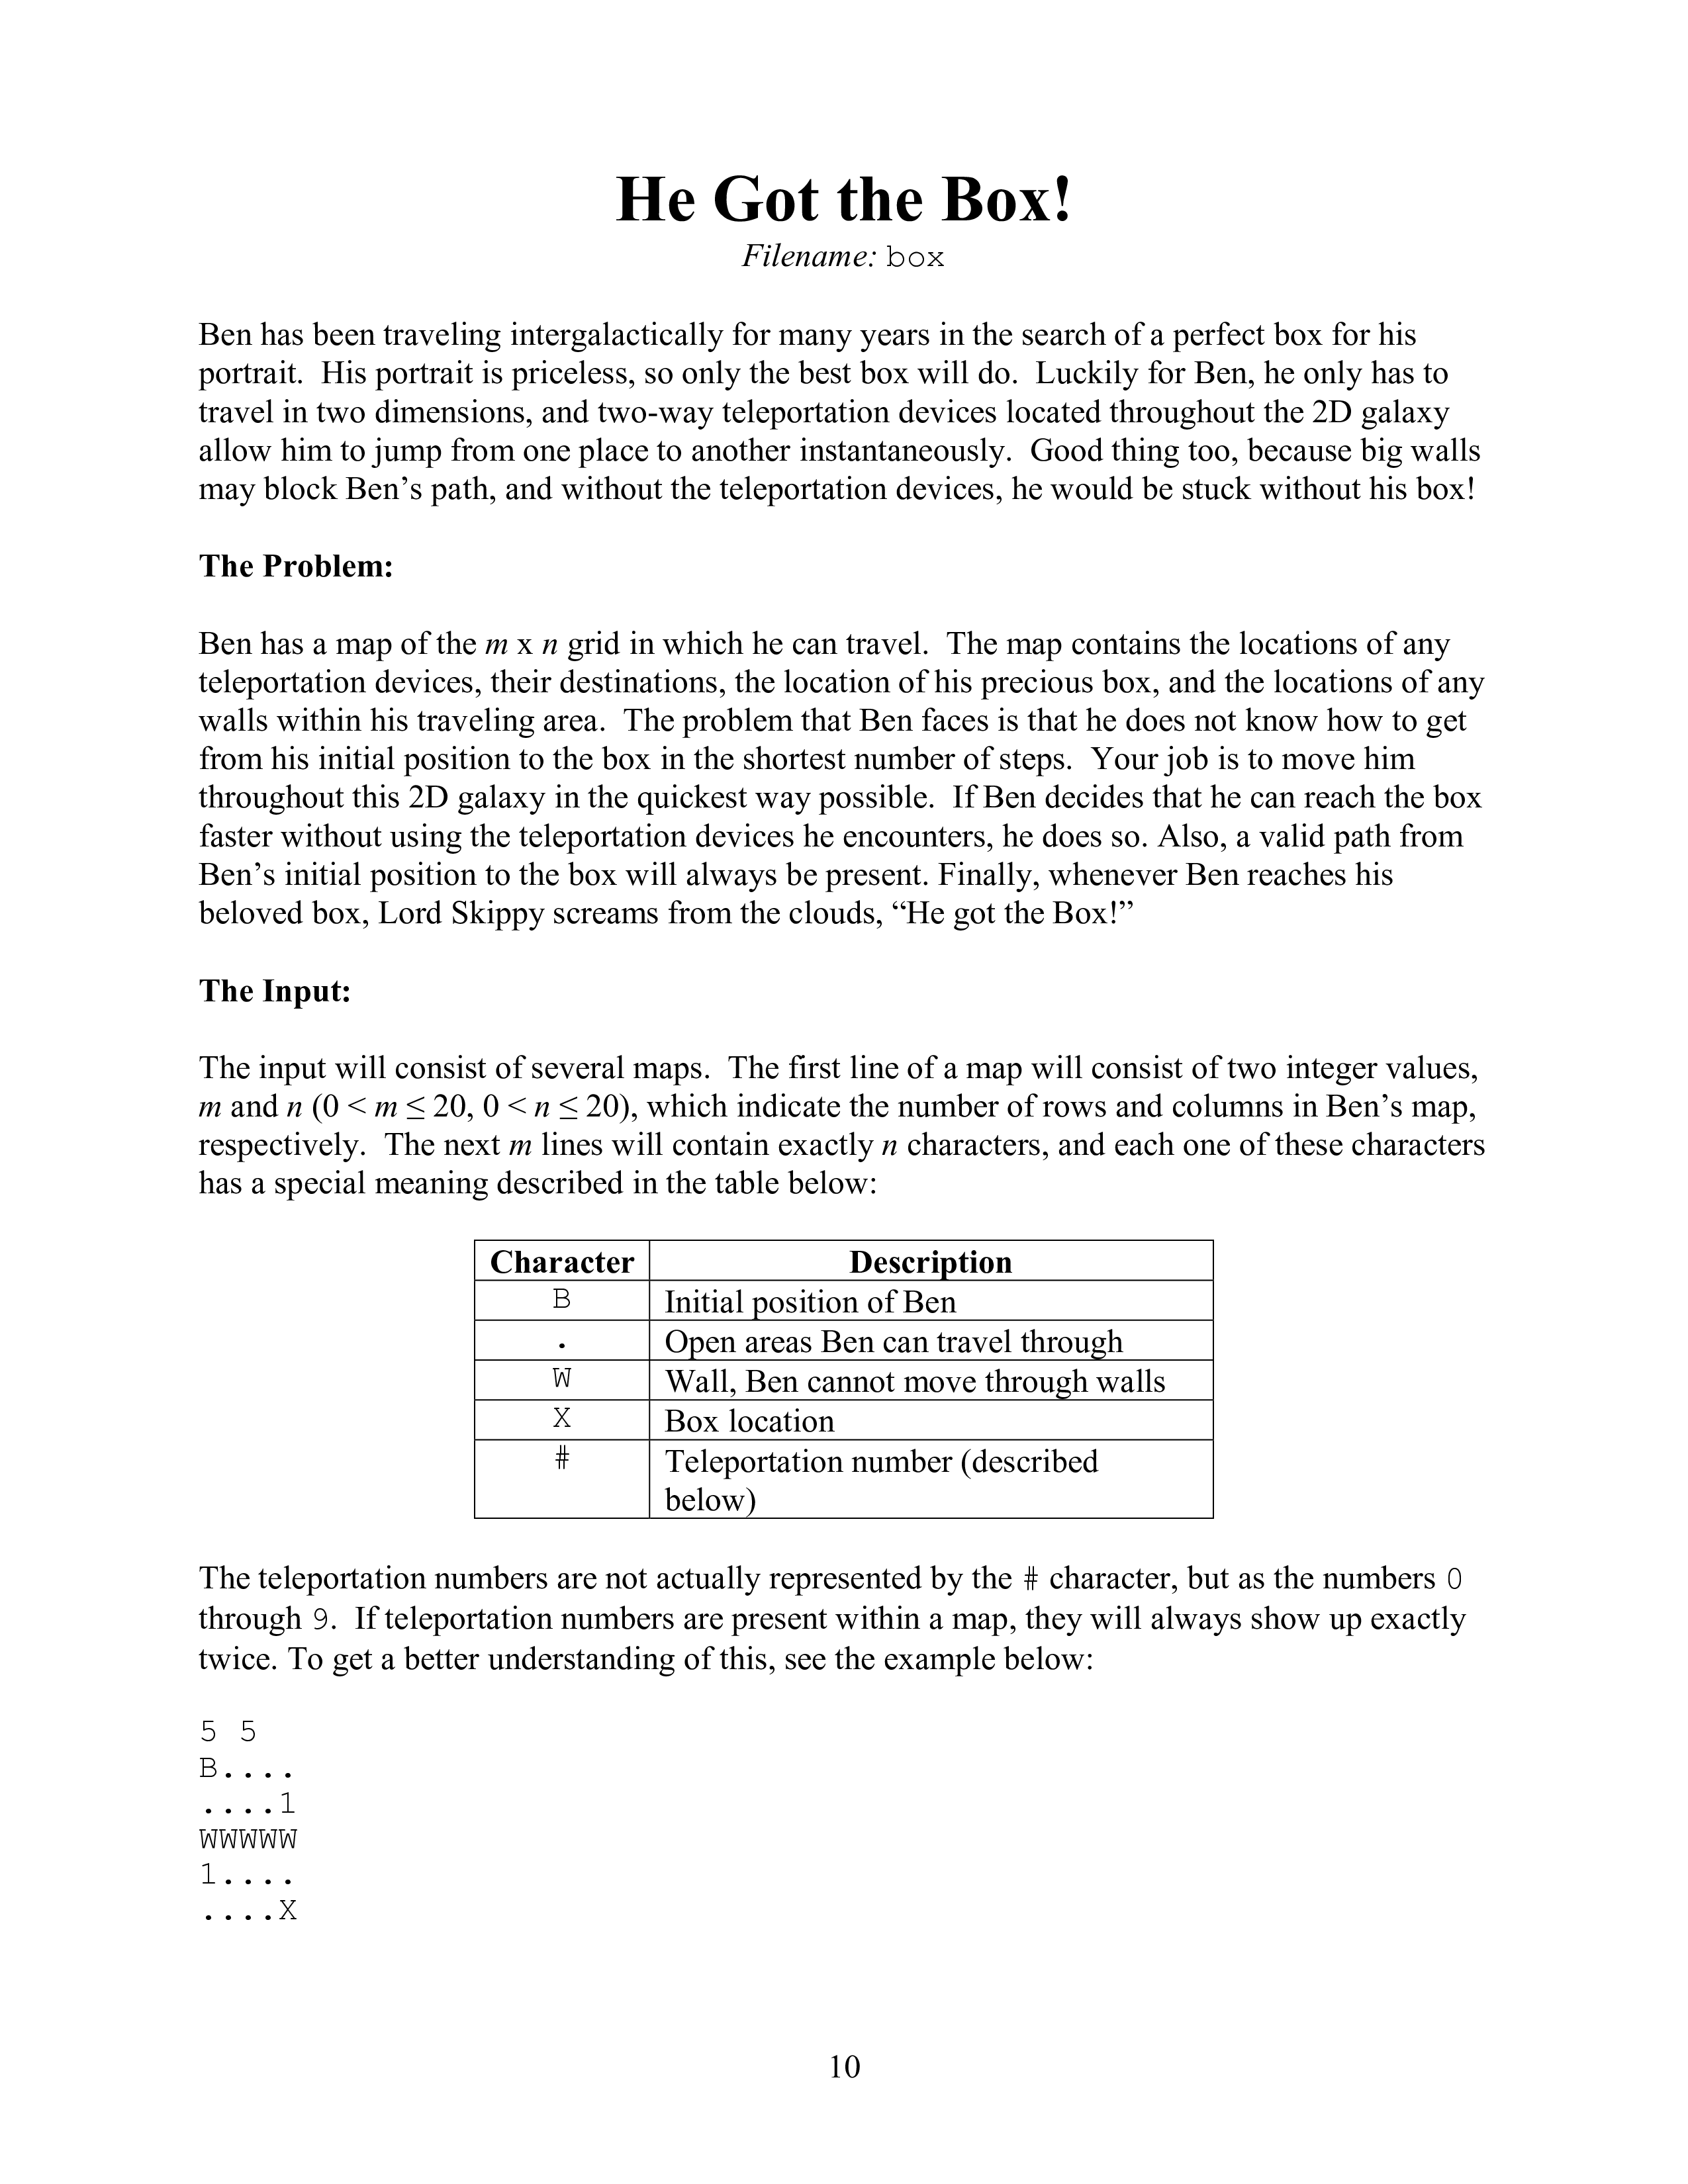 He Got the Box!
Filename: box
Ben has been traveling intergalactically for many years in the search of a perfect box for his
portrait.  His portrait is priceless, so only the best box will do.  Luckily for Ben, he only has to
travel in two dimensions, and two-way teleportation devices located throughout the 2D galaxy
allow him to jump from one place to another instantaneously.  Good thing too, because big walls
may block Ben’s path, and without the teleportation devices, he would be stuck without his box!
The Problem:
Ben has a map of the m x n grid in which he can travel.  The map contains the locations of any
teleportation devices, their destinations, the location of his precious box, and the locations of any
walls within his traveling area.  The problem that Ben faces is that he does not know how to get
from his initial position to the box in the shortest number of steps.  Your job is to move him
throughout this 2D galaxy in the quickest way possible.  If Ben decides that he can reach the box
faster without using the teleportation devices he encounters, he does so. Also, a valid path from
Ben’s initial position to the box will always be present. Finally, whenever Ben reaches his
beloved box, Lord Skippy screams from the clouds, “He got the Box!”
The Input:
The input will consist of several maps.  The first line of a map will consist of two integer values,
m and n (0 < m ≤ 20, 0 < n ≤ 20), which indicate the number of rows and columns in Ben’s map,
respectively.  The next m lines will contain exactly n characters, and each one of these characters
has a special meaning described in the table below:
Character Description
B Initial position of Ben
. Open areas Ben can travel through
W Wall, Ben cannot move through walls
X Box location
# Teleportation number (described
below)
The teleportation numbers are not actually represented by the # character, but as the numbers 0
through 9.  If teleportation numbers are present within a map, they will always show up exactly
twice. To get a better understanding of this, see the example below:
5 5
B....
....1
WWWWW
1....
....X
10